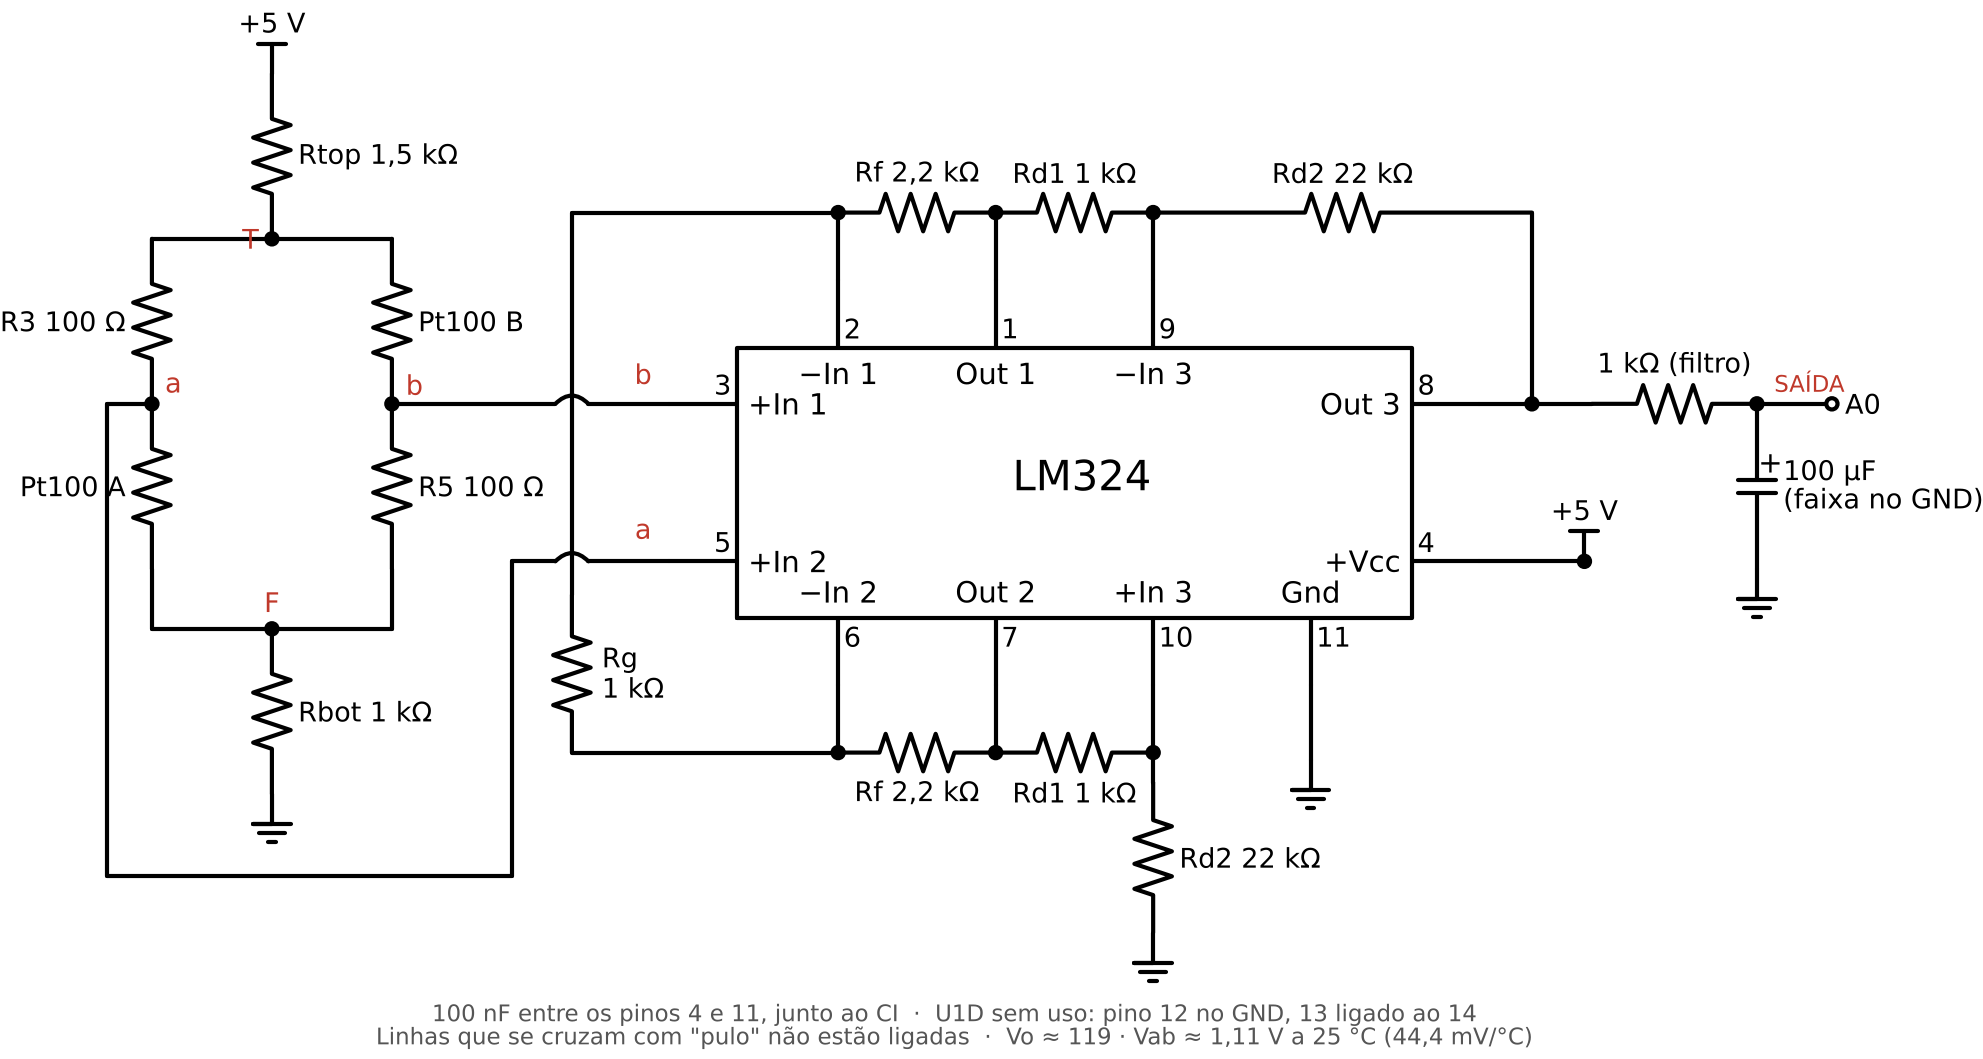 +5 V
Rtop 1,5 kΩ
T
R3 100 Ω
Pt100 B
a
b
Pt100 A
R5 100 Ω
F
Rbot 1 kΩ
Rf 2,2 kΩ
Rd1 1 kΩ
Rd2 22 kΩ
2
1
9
b
3
−In 1
Out 1
−In 3
8
+In 1
Out 3
1 kΩ (filtro)
SAÍDA
A0
LM324
+
100 µF
(faixa no GND)
+5 V
a
5
4
+In 2
+Vcc
−In 2
Out 2
+In 3
Gnd
6
7
10
11
Rg
1 kΩ
Rf 2,2 kΩ
Rd1 1 kΩ
Rd2 22 kΩ
100 nF entre os pinos 4 e 11, junto ao CI · U1D sem uso: pino 12 no GND, 13 ligado ao 14
Linhas que se cruzam com "pulo" não estão ligadas · Vo ≈ 119 · Vab ≈ 1,11 V a 25 °C (44,4 mV/°C)